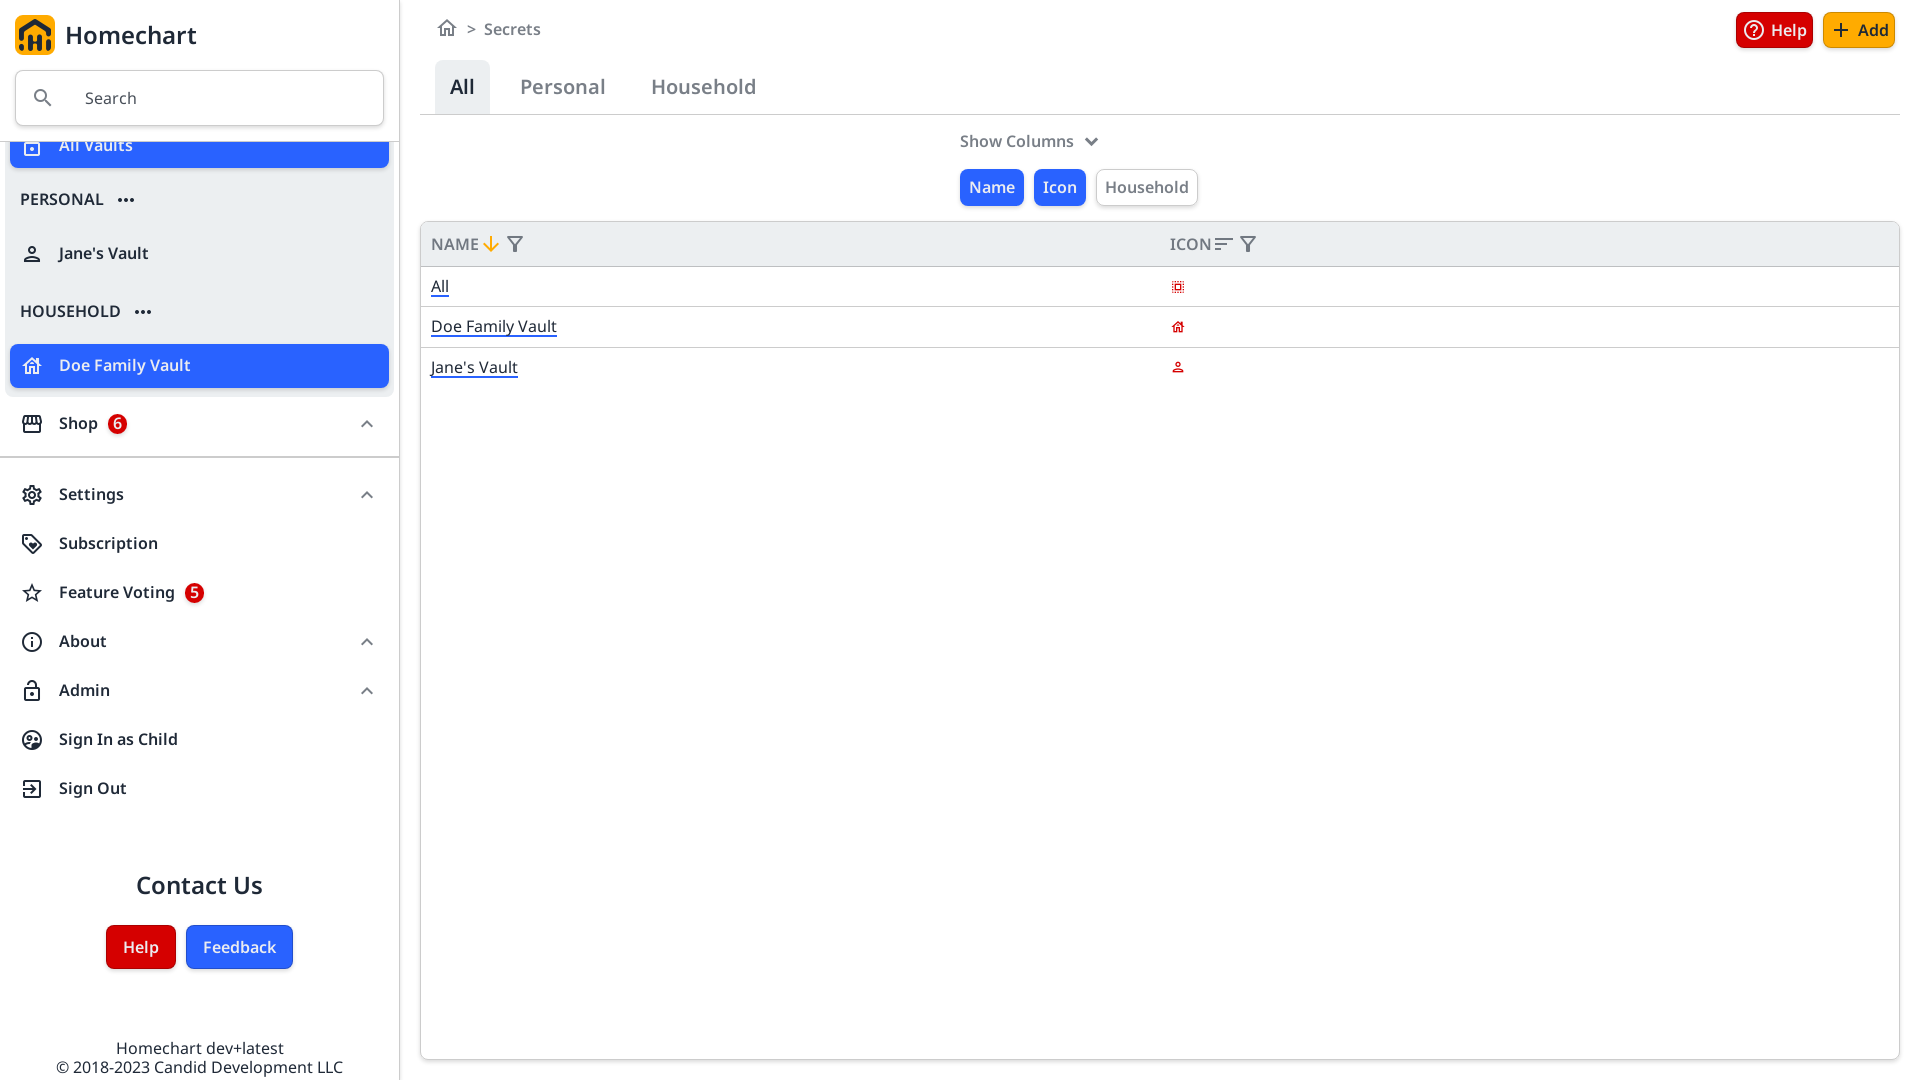 Homechart
Search
All Vaults
PERSONAL
Jane's Vault
HOUSEHOLD
Doe Family Vault
Shop 6
Settings
Subscription
Feature Voting 5
About
Admin
Sign In as Child
Sign Out
Contact Us
Help Feedback
Homechart dev+latest
© 2018-2023 Candid Development LLC
> Secrets
Help Add
All Personal Household
Show Columns
Name Icon Household
NAME ICON
All
Doe Family Vault
Jane's Vault